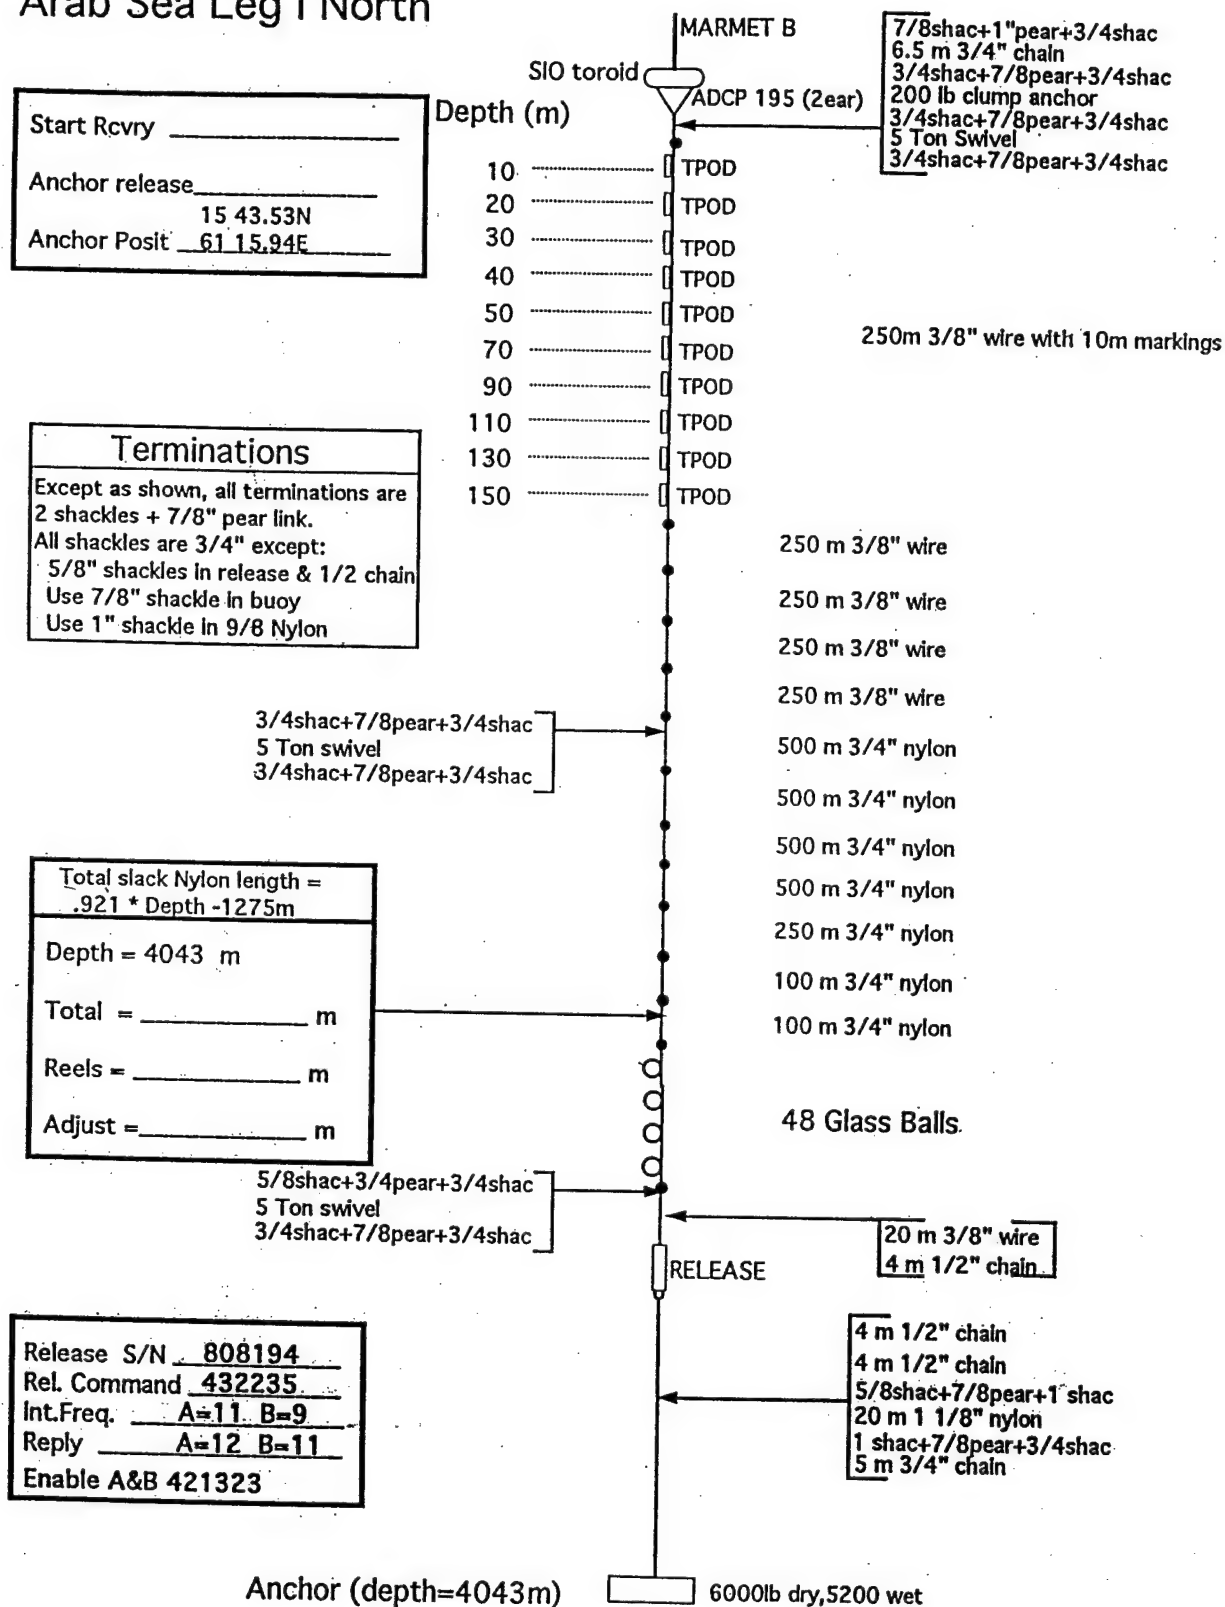 Arab Sea Leg I North
MARMET B
SIO toroid
ADCP 195 (2ear)
7/8shac+1"pear+3/4shac
6.5 m 3/4" chain
3/4shac+7/8pear+3/4shac
200 lb clump anchor
3/4shac+7/8pear+3/4shac
5 Ton Swivel
3/4shac+7/8pear+3/4shac
Start Rcvry
Anchor release
15 43.53N
Anchor Posit 61 15.94E
Depth (m)
10 TPOD
20 TPOD
30 TPOD
40 TPOD
50 TPOD
70 TPOD
90 TPOD
110 TPOD
130 TPOD
150 TPOD
250m 3/8" wire with 10m markings
Terminations
Except as shown, all terminations are
2 shackles + 7/8" pear link.
All shackles are 3/4" except:
5/8" shackles in release & 1/2 chain
Use 7/8" shackle in buoy
Use 1" shackle in 9/8 Nylon
250 m 3/8" wire
250 m 3/8" wire
250 m 3/8" wire
250 m 3/8" wire
3/4shac+7/8pear+3/4shac
5 Ton swivel
3/4shac+7/8pear+3/4shac
500 m 3/4" nylon
500 m 3/4" nylon
500 m 3/4" nylon
500 m 3/4" nylon
250 m 3/4" nylon
100 m 3/4" nylon
100 m 3/4" nylon
Total slack Nylon length =
.921 * Depth -1275m
Depth = 4043 m
Total = m
Reels = m
Adjust = m
48 Glass Balls
5/8shac+3/4pear+3/4shac
5 Ton swivel
3/4shac+7/8pear+3/4shac
20 m 3/8" wire
4 m 1/2" chain
RELEASE
4 m 1/2" chain
4 m 1/2" chain
5/8shac+7/8pear+1 shac
20 m 1 1/8" nylon
1 shac+7/8pear+3/4shac
5 m 3/4" chain
Release S/N 808194
Rel. Command 432235
Int.Freq. A=11 B=9
Reply A=12 B=11
Enable A&B 421323
Anchor (depth=4043m)
6000lb dry,5200 wet